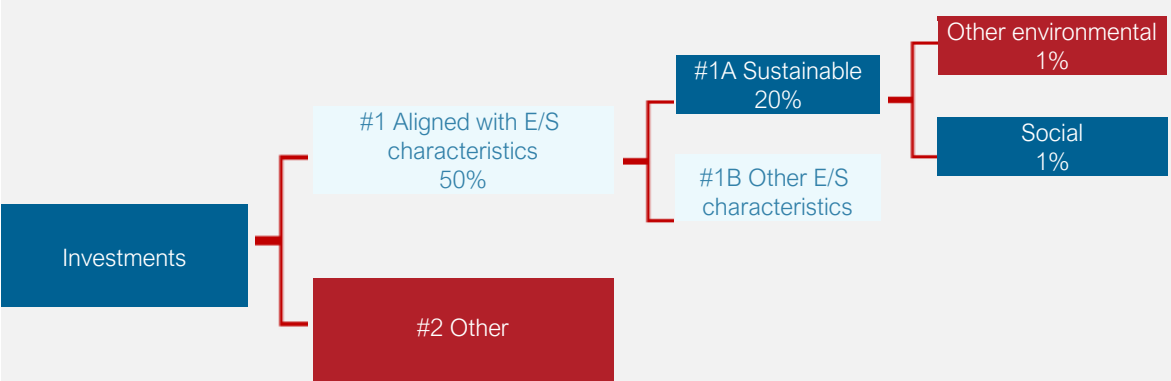 Investments
#1 Aligned with E/S
characteristics
50%
#2 Other
#1A Sustainable
20%
#1B Other E/S
characteristics
Other environmental
1%
Social
1%